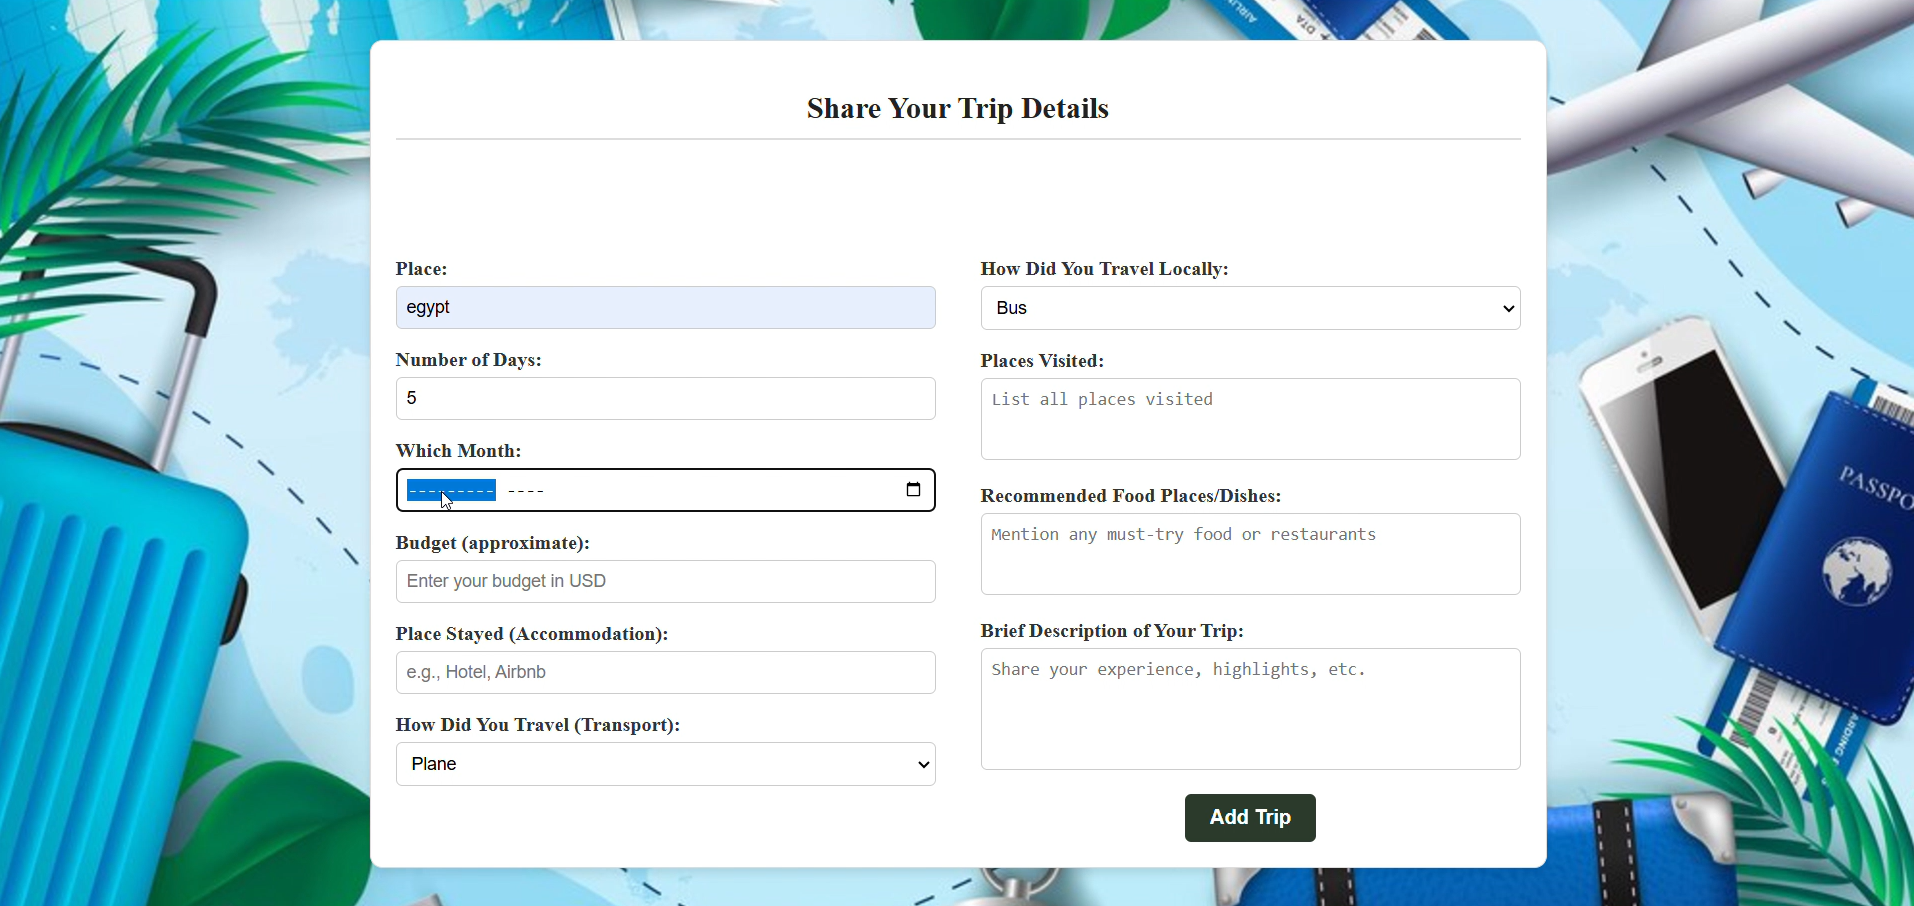 AIRLIN
DTA
Share Your Trip Details
Place:
egypt
Number of Days:
5
Which Month:
--------- ----
Budget (approximate):
Enter your budget in USD
Place Stayed (Accommodation):
e.g., Hotel, Airbnb
How Did You Travel (Transport):
Plane
How Did You Travel Locally:
Bus
Places Visited:
List all places visited
Recommended Food Places/Dishes:
Mention any must-try food or restaurants
Brief Description of Your Trip:
Share your experience, highlights, etc.
Add Trip
PASSPO
ARDING